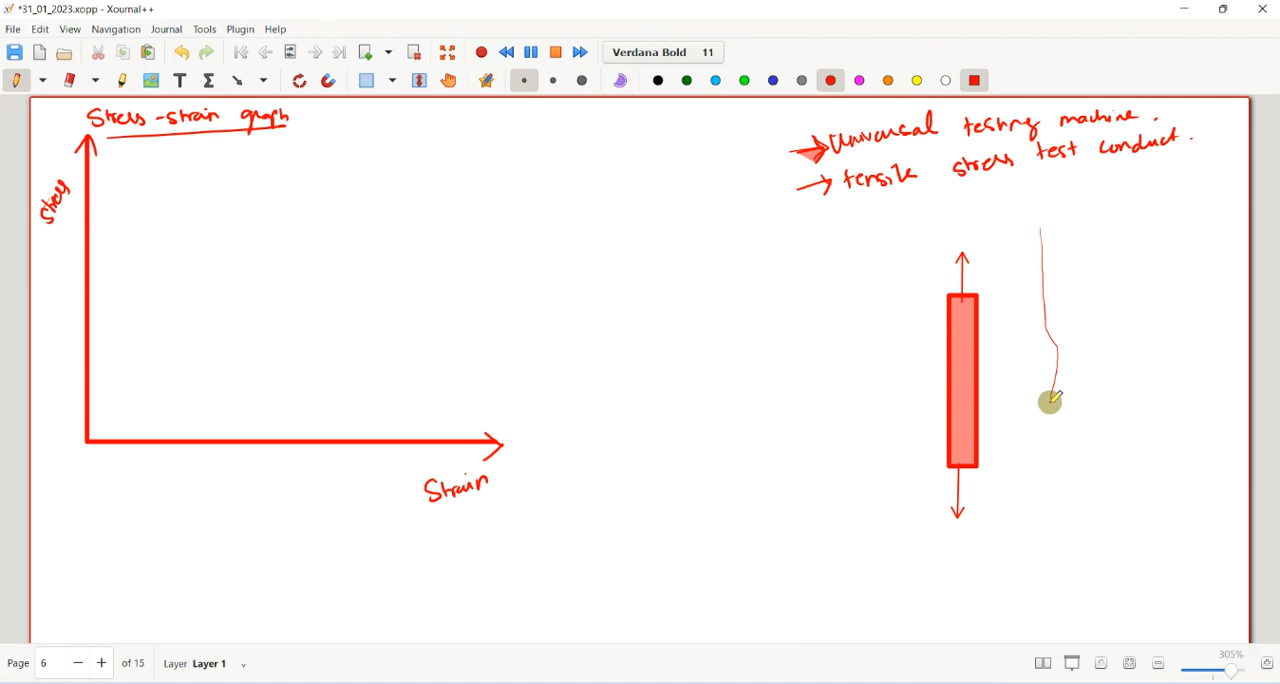 *31_01_2023.xopp - Xournal++
File Edit View Navigation Journal Tools Plugin Help
Verdana Bold 11
Stress-strain graph
stress
Strain
→ Universal testing machine.
→ tensile stress test conduct.
Page 6 of 15 Layer Layer 1
305%